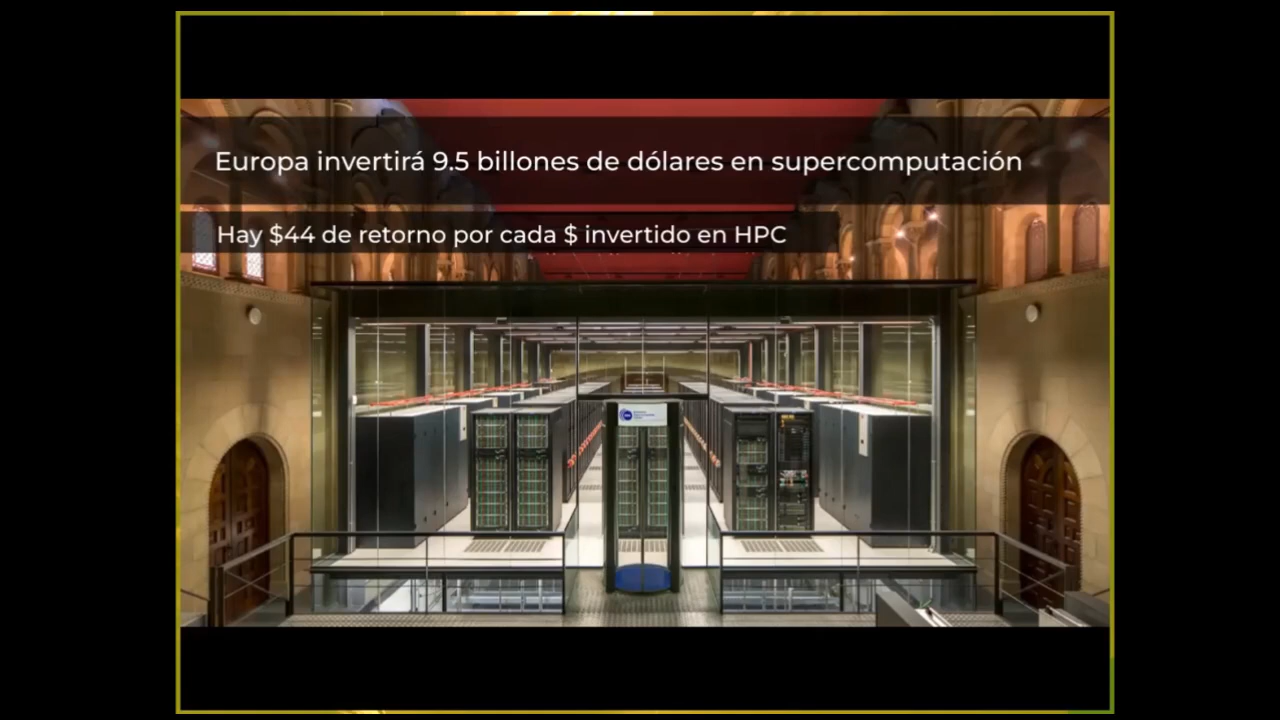 Europa invertirá 9.5 billones de dólares en supercomputación
Hay $44 de retorno por cada $ invertido en HPC